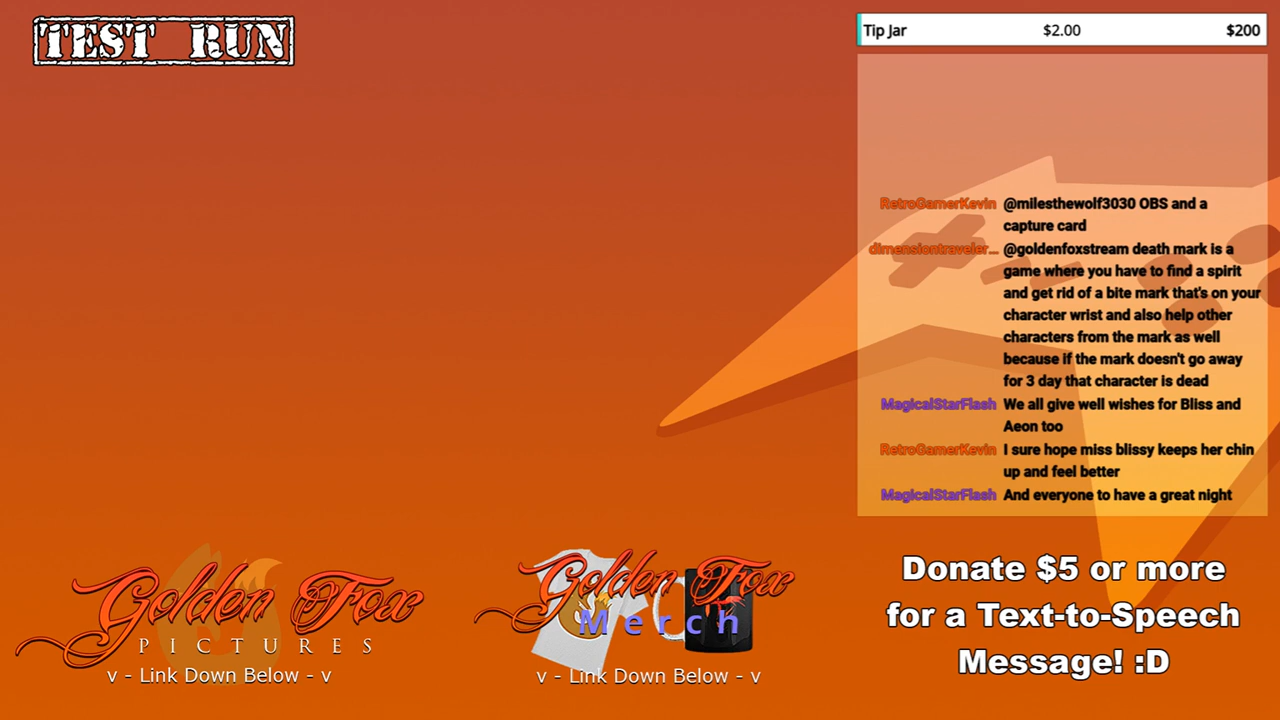 TEST RUN
Tip Jar $2.00 $200
RetroGamerKevin @milesthewolf3030 OBS and a
capture card
dimensiontraveler... @goldenfoxstream death mark is a
game where you have to find a spirit
and get rid of a bite mark that's on your
character wrist and also help other
characters from the mark as well
because if the mark doesn't go away
for 3 day that character is dead
MagicalStarFlash We all give well wishes for Bliss and
Aeon too
RetroGamerKevin I sure hope miss blissy keeps her chin
up and feel better
MagicalStarFlash And everyone to have a great night
Golden Fox
PICTURES
v - Link Down Below - v
Golden Fox
Merch
v - Link Down Below - v
Donate $5 or more
for a Text-to-Speech
Message! :D